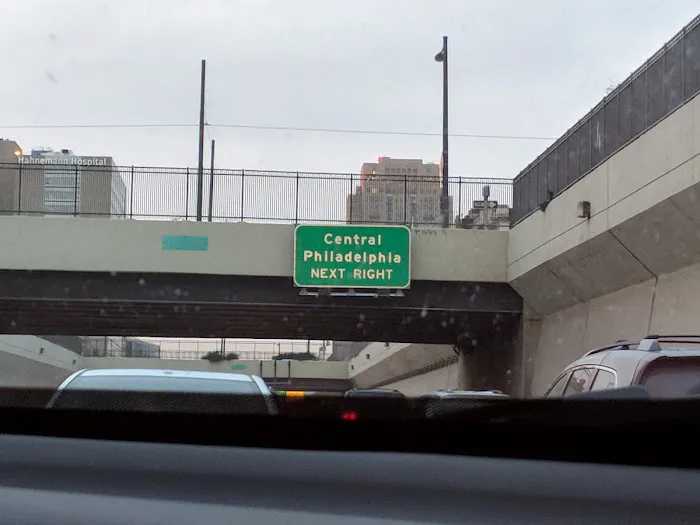 Hahnemann Hospital
Central
Philadelphia
NEXT RIGHT